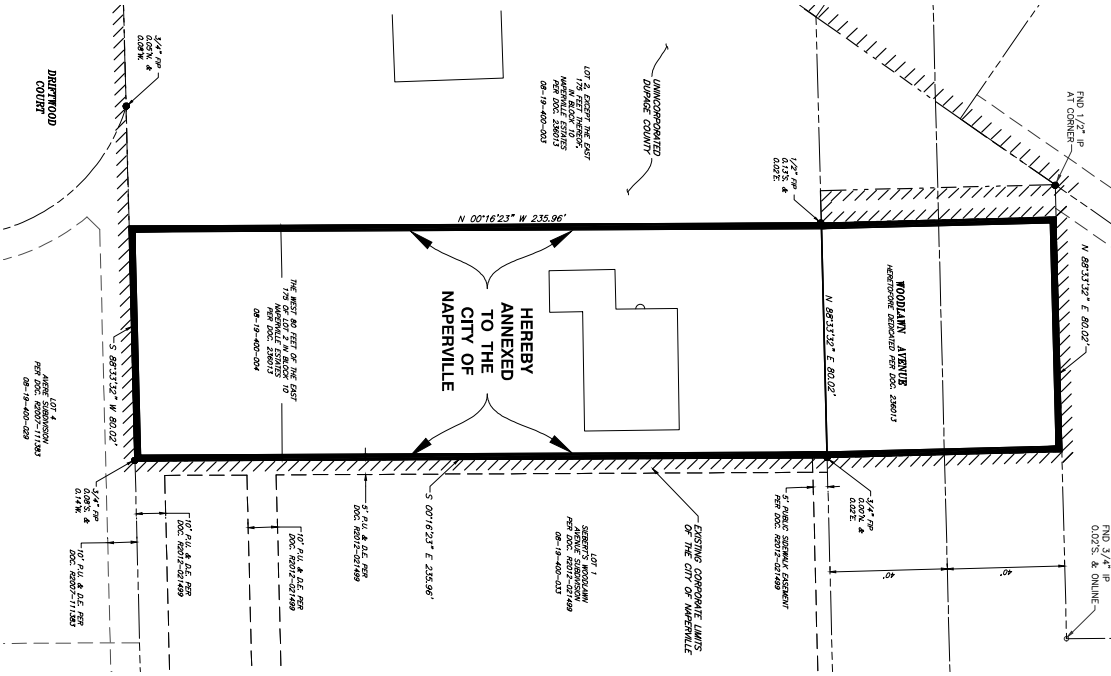 DRIFTWOOD
COURT
3/4" FIP
0.05'N. &
0.08'W.
LOT 2, EXCEPT THE EAST
175 FEET THEREOF,
IN BLOCK 10
NAPERVILLE ESTATES
PER DOC. 236013
08-19-400-003
UNINCORPORATED
DUPAGE COUNTY
1/2" FIP
0.13'S. &
0.02'E.
FND 1/2" IP
AT CORNER
N 88°33'32" E 80.02'
N 00°16'23" W 235.96'
WOODLAWN AVENUE
HERETOFORE DEDICATED PER DOC. 236013
N 88°33'32" E 80.02'
HEREBY
ANNEXED
TO THE
CITY OF
NAPERVILLE
THE WEST 80 FEET OF THE EAST
175 OF LOT 2 IN BLOCK 10
NAPERVILLE ESTATES
PER DOC. 236013
08-19-400-004
S 88°33'32" W 80.02'
LOT 4
AVERE SUBDIVISION
PER DOC. R2007-111383
08-19-400-029
3/4" FIP
0.08'S. &
0.14'W.
10' P.U. & D.E. PER
DOC. R2007-111383
10' P.U. & D.E. PER
DOC. R2012-021499
10' P.U. & D.E. PER
DOC. R2012-021499
5' P.U. & D.E. PER
DOC. R2012-021499
S 00°16'23" E 235.96'
LOT 1
SIEBERT'S WOODLAWN
AVENUE SUBDIVISION
PER DOC. R2012-021499
08-19-400-033
EXISTING CORPORATE LIMITS
OF THE CITY OF NAPERVILLE
5' PUBLIC SIDEWALK EASEMENT
PER DOC. R2012-021499
3/4" FIP
0.00'N. &
0.02'E.
40'
40'
FND 3/4" IP
0.02'S. & ONLINE